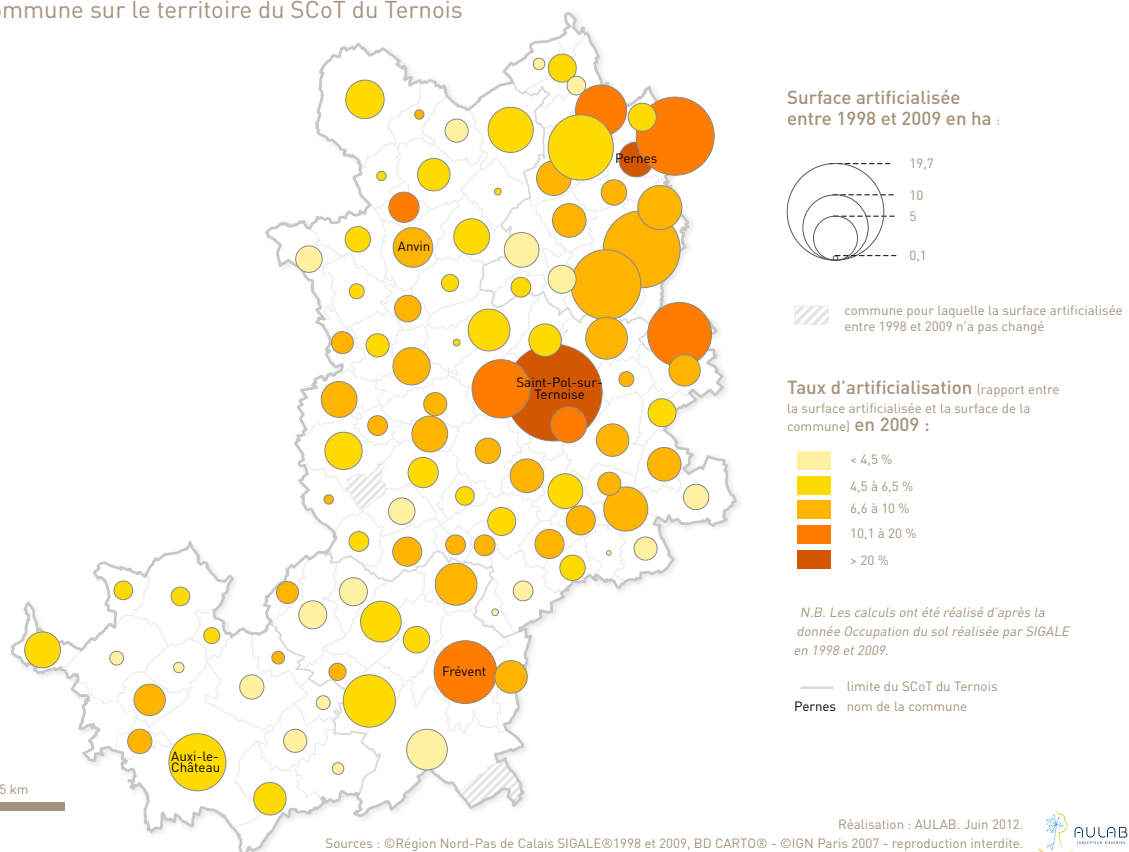 ommune sur le territoire du SCoT du Ternois
Pernes
Anvin
Saint-Pol-sur-
Ternoise
Frévent
Auxi-le-
Château
5 km
Surface artificialisée
entre 1998 et 2009 en ha :
19,7
10
5
0,1
commune pour laquelle la surface artificialisée
entre 1998 et 2009 n'a pas changé
Taux d'artificialisation (rapport entre
la surface artificialisée et la surface de la
commune) en 2009 :
< 4,5 %
4,5 à 6,5 %
6,6 à 10 %
10,1 à 20 %
> 20 %
N.B. Les calculs ont été réalisé d'après la
donnée Occupation du sol réalisée par SIGALE
en 1998 et 2009.
limite du SCoT du Ternois
Pernes nom de la commune
Réalisation : AULAB. Juin 2012.
Sources : ©Région Nord-Pas de Calais SIGALE®1998 et 2009, BD CARTO® - ©IGN Paris 2007 - reproduction interdite.
AULAB